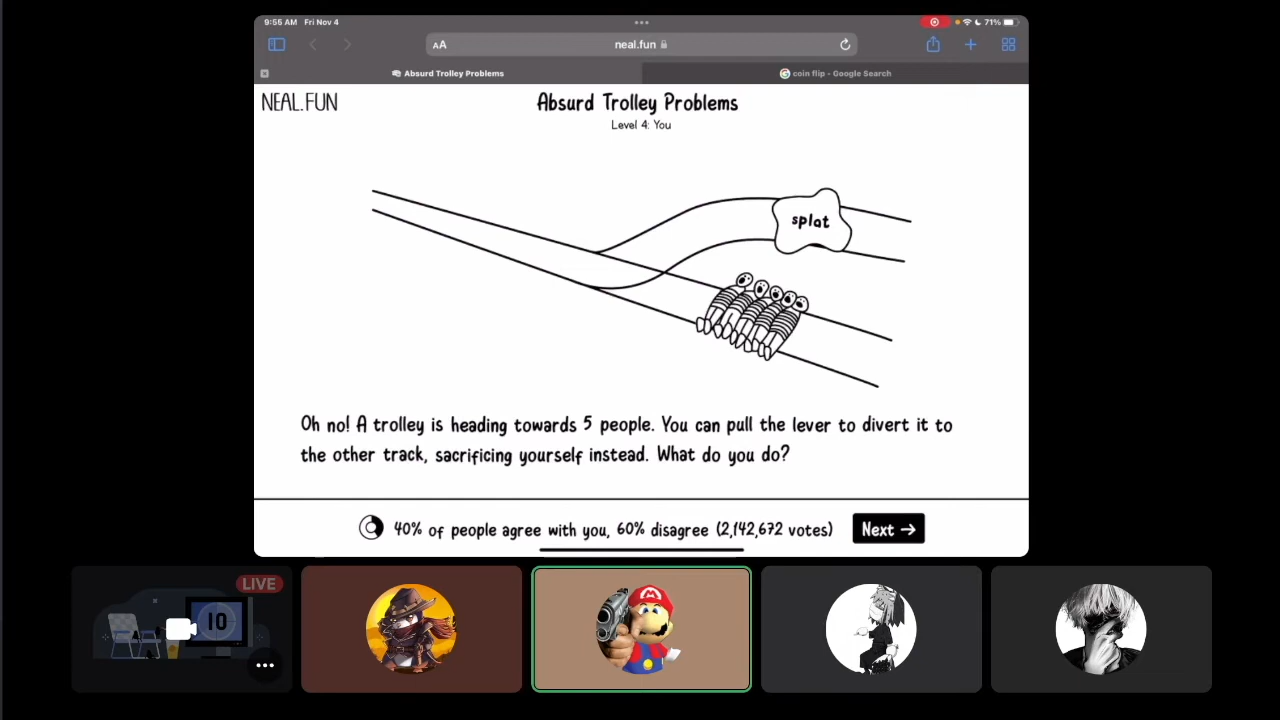 9:55 AM Fri Nov 4
71%
AA
neal.fun
Absurd Trolley Problems
coin flip - Google Search
NEAL.FUN
Absurd Trolley Problems
Level 4: You
splat
Oh no! A trolley is heading towards 5 people. You can pull the lever to divert it to
the other track, sacrificing yourself instead. What do you do?
40% of people agree with you, 60% disagree (2,142,672 votes)
Next →
LIVE
10